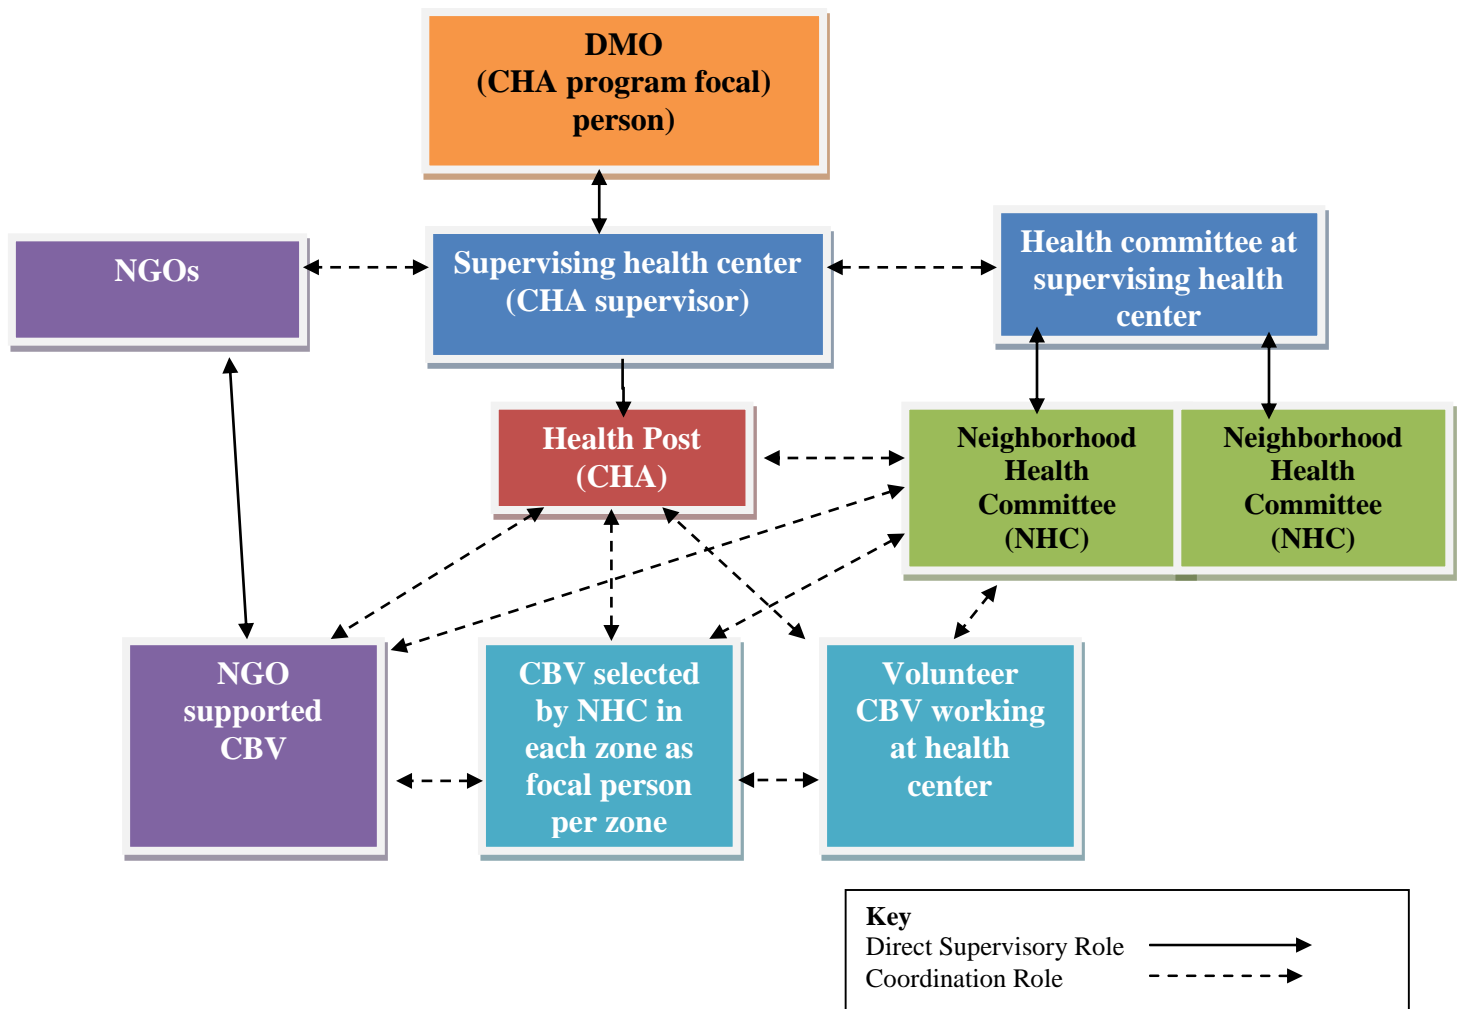 DMO
(CHA program focal)
person)
NGOs
Supervising health center
(CHA supervisor)
Health committee at
supervising health
center
Health Post
(CHA)
Neighborhood
Health
Committee
(NHC)
Neighborhood
Health
Committee
(NHC)
NGO
supported
CBV
CBV selected
by NHC in
each zone as
focal person
per zone
Volunteer
CBV working
at health
center
Key
Direct Supervisory Role
Coordination Role